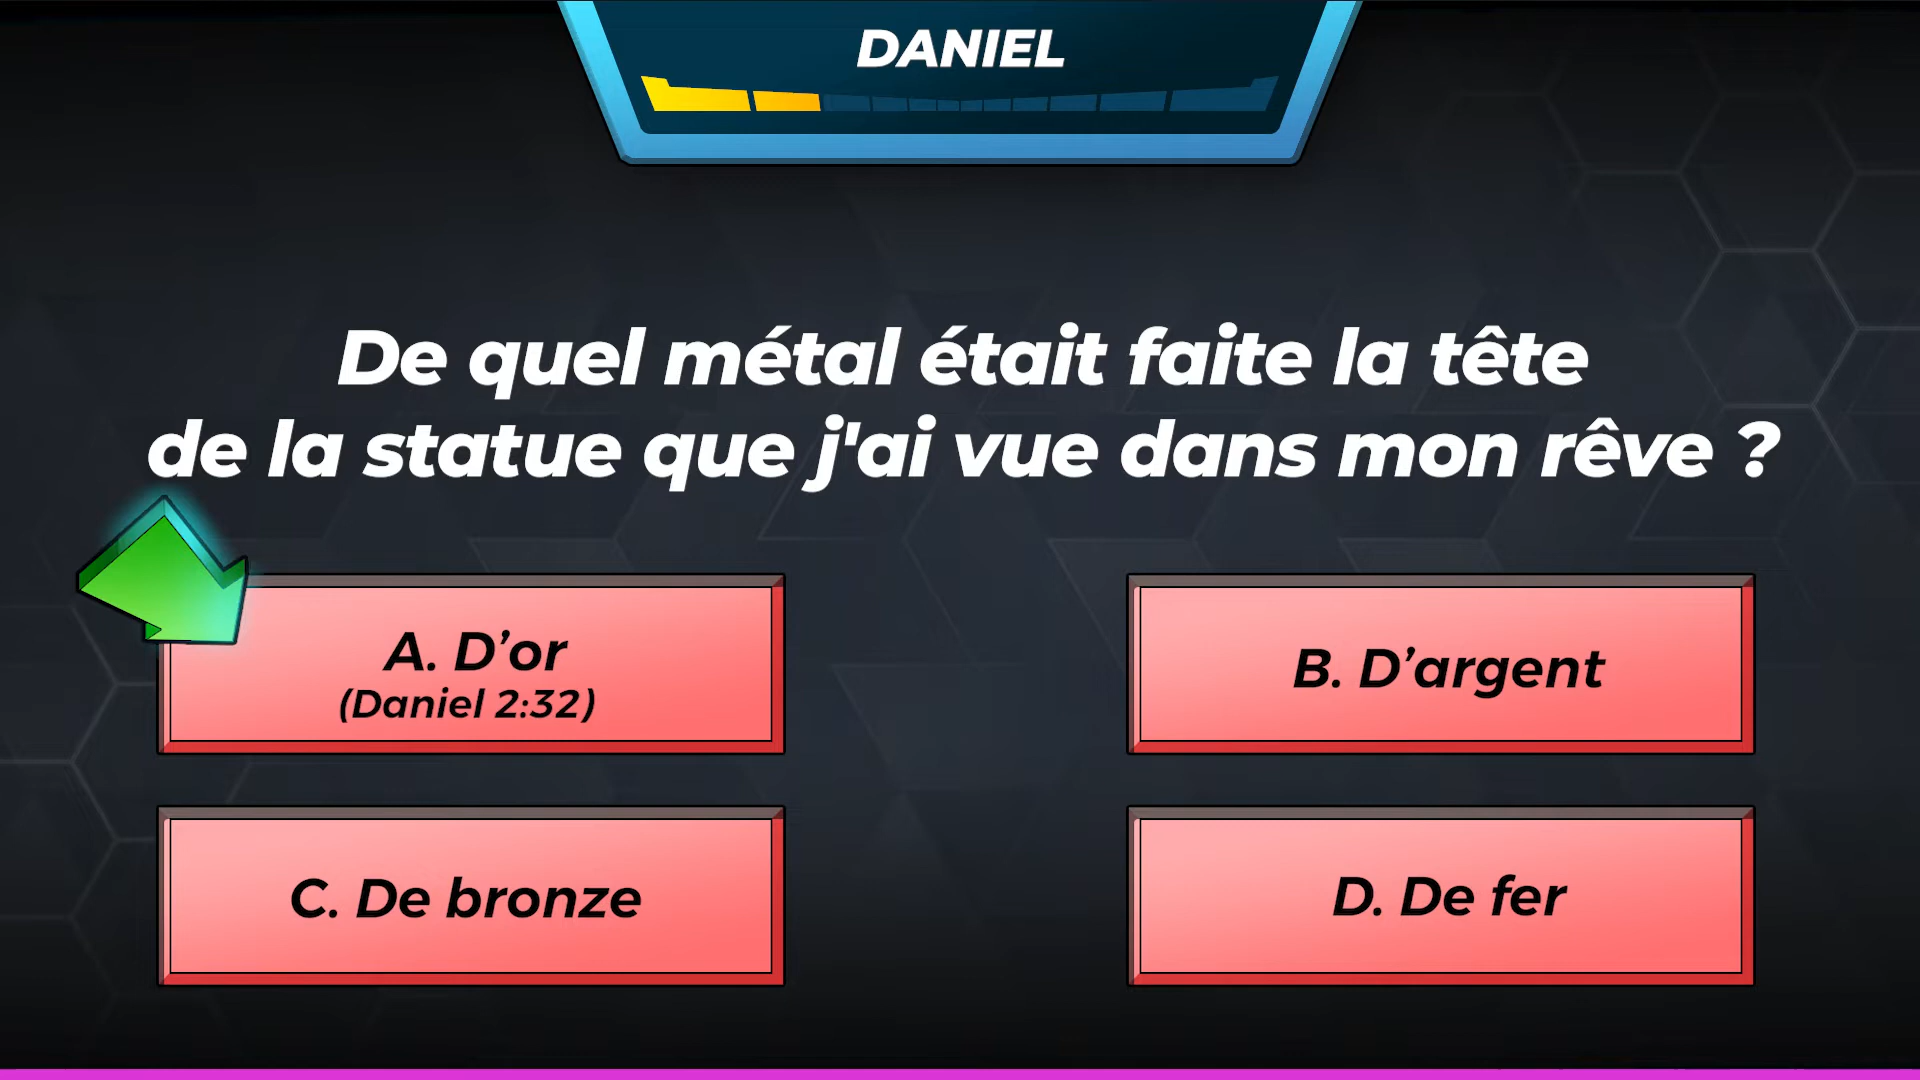 DANIEL
De quel métal était faite la tête
de la statue que j'ai vue dans mon rêve ?
A. D’or
(Daniel 2:32)
B. D’argent
C. De bronze
D. De fer